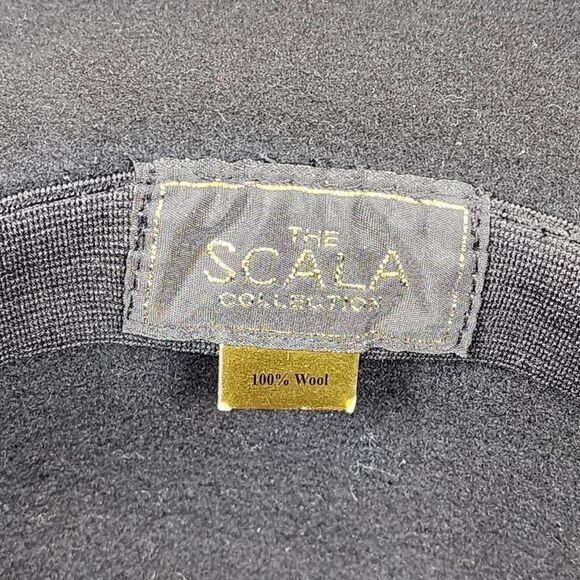 THE
SCALA
COLLECTION
100% Wool